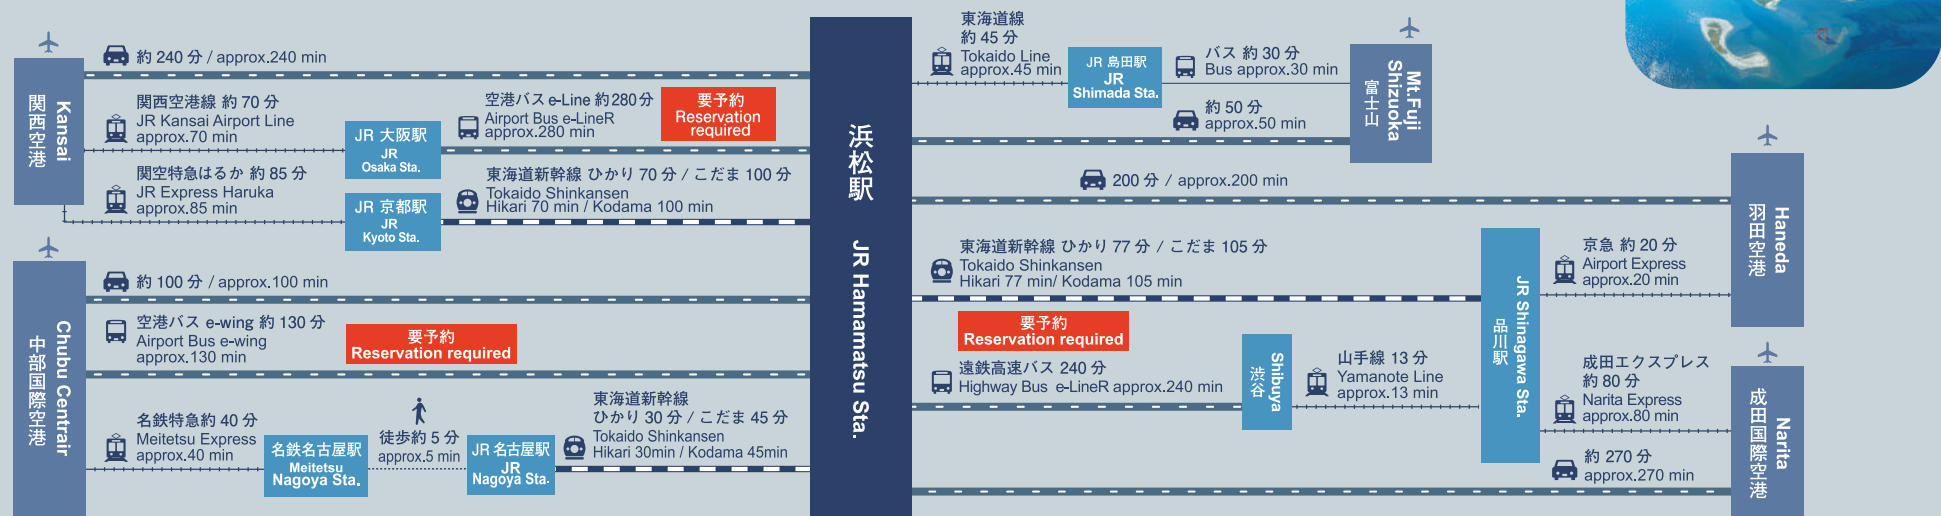 関西空港
Kansai
約 240 分 / approx.240 min
関西空港線 約 70 分
JR Kansai Airport Line
approx.70 min
JR 大阪駅
JR
Osaka Sta.
空港バス e-Line 約280分
Airport Bus e-LineR
approx.280 min
要予約
Reservation
required
関空特急はるか 約 85 分
JR Express Haruka
approx.85 min
JR 京都駅
JR
Kyoto Sta.
東海道新幹線 ひかり 70 分 / こだま 100 分
Tokaido Shinkansen
Hikari 70 min / Kodama 100 min
中部国際空港
Chubu Centrair
約 100 分 / approx.100 min
空港バス e-wing 約 130 分
Airport Bus e-wing
approx.130 min
要予約
Reservation required
名鉄特急約 40 分
Meitetsu Express
approx.40 min
名鉄名古屋駅
Meitetsu
Nagoya Sta.
徒歩約 5 分
approx.5 min
JR 名古屋駅
JR
Nagoya Sta.
東海道新幹線
ひかり 30 分 / こだま 45 分
Tokaido Shinkansen
Hikari 30min / Kodama 45min
浜松駅 JR Hamamatsu Sta.
東海道線
約 45 分
Tokaido Line
approx.45 min
JR 島田駅
JR
Shimada Sta.
バス 約 30 分
Bus approx.30 min
約 50 分
approx.50 min
富士山
Mt.Fuji
Shizuoka
200 分 / approx.200 min
羽田空港
Haneda
東海道新幹線 ひかり 77 分 / こだま 105 分
Tokaido Shinkansen
Hikari 77 min/ Kodama 105 min
JR Shinagawa Sta.
品川駅
京急 約 20 分
Airport Express
approx.20 min
要予約
Reservation required
遠鉄高速バス 240 分
Highway Bus e-LineR approx.240 min
Shibuya
渋谷
山手線 13 分
Yamanote Line
approx.13 min
成田エクスプレス
約 80 分
Narita Express
approx.80 min
約 270 分
approx.270 min
成田国際空港
Narita